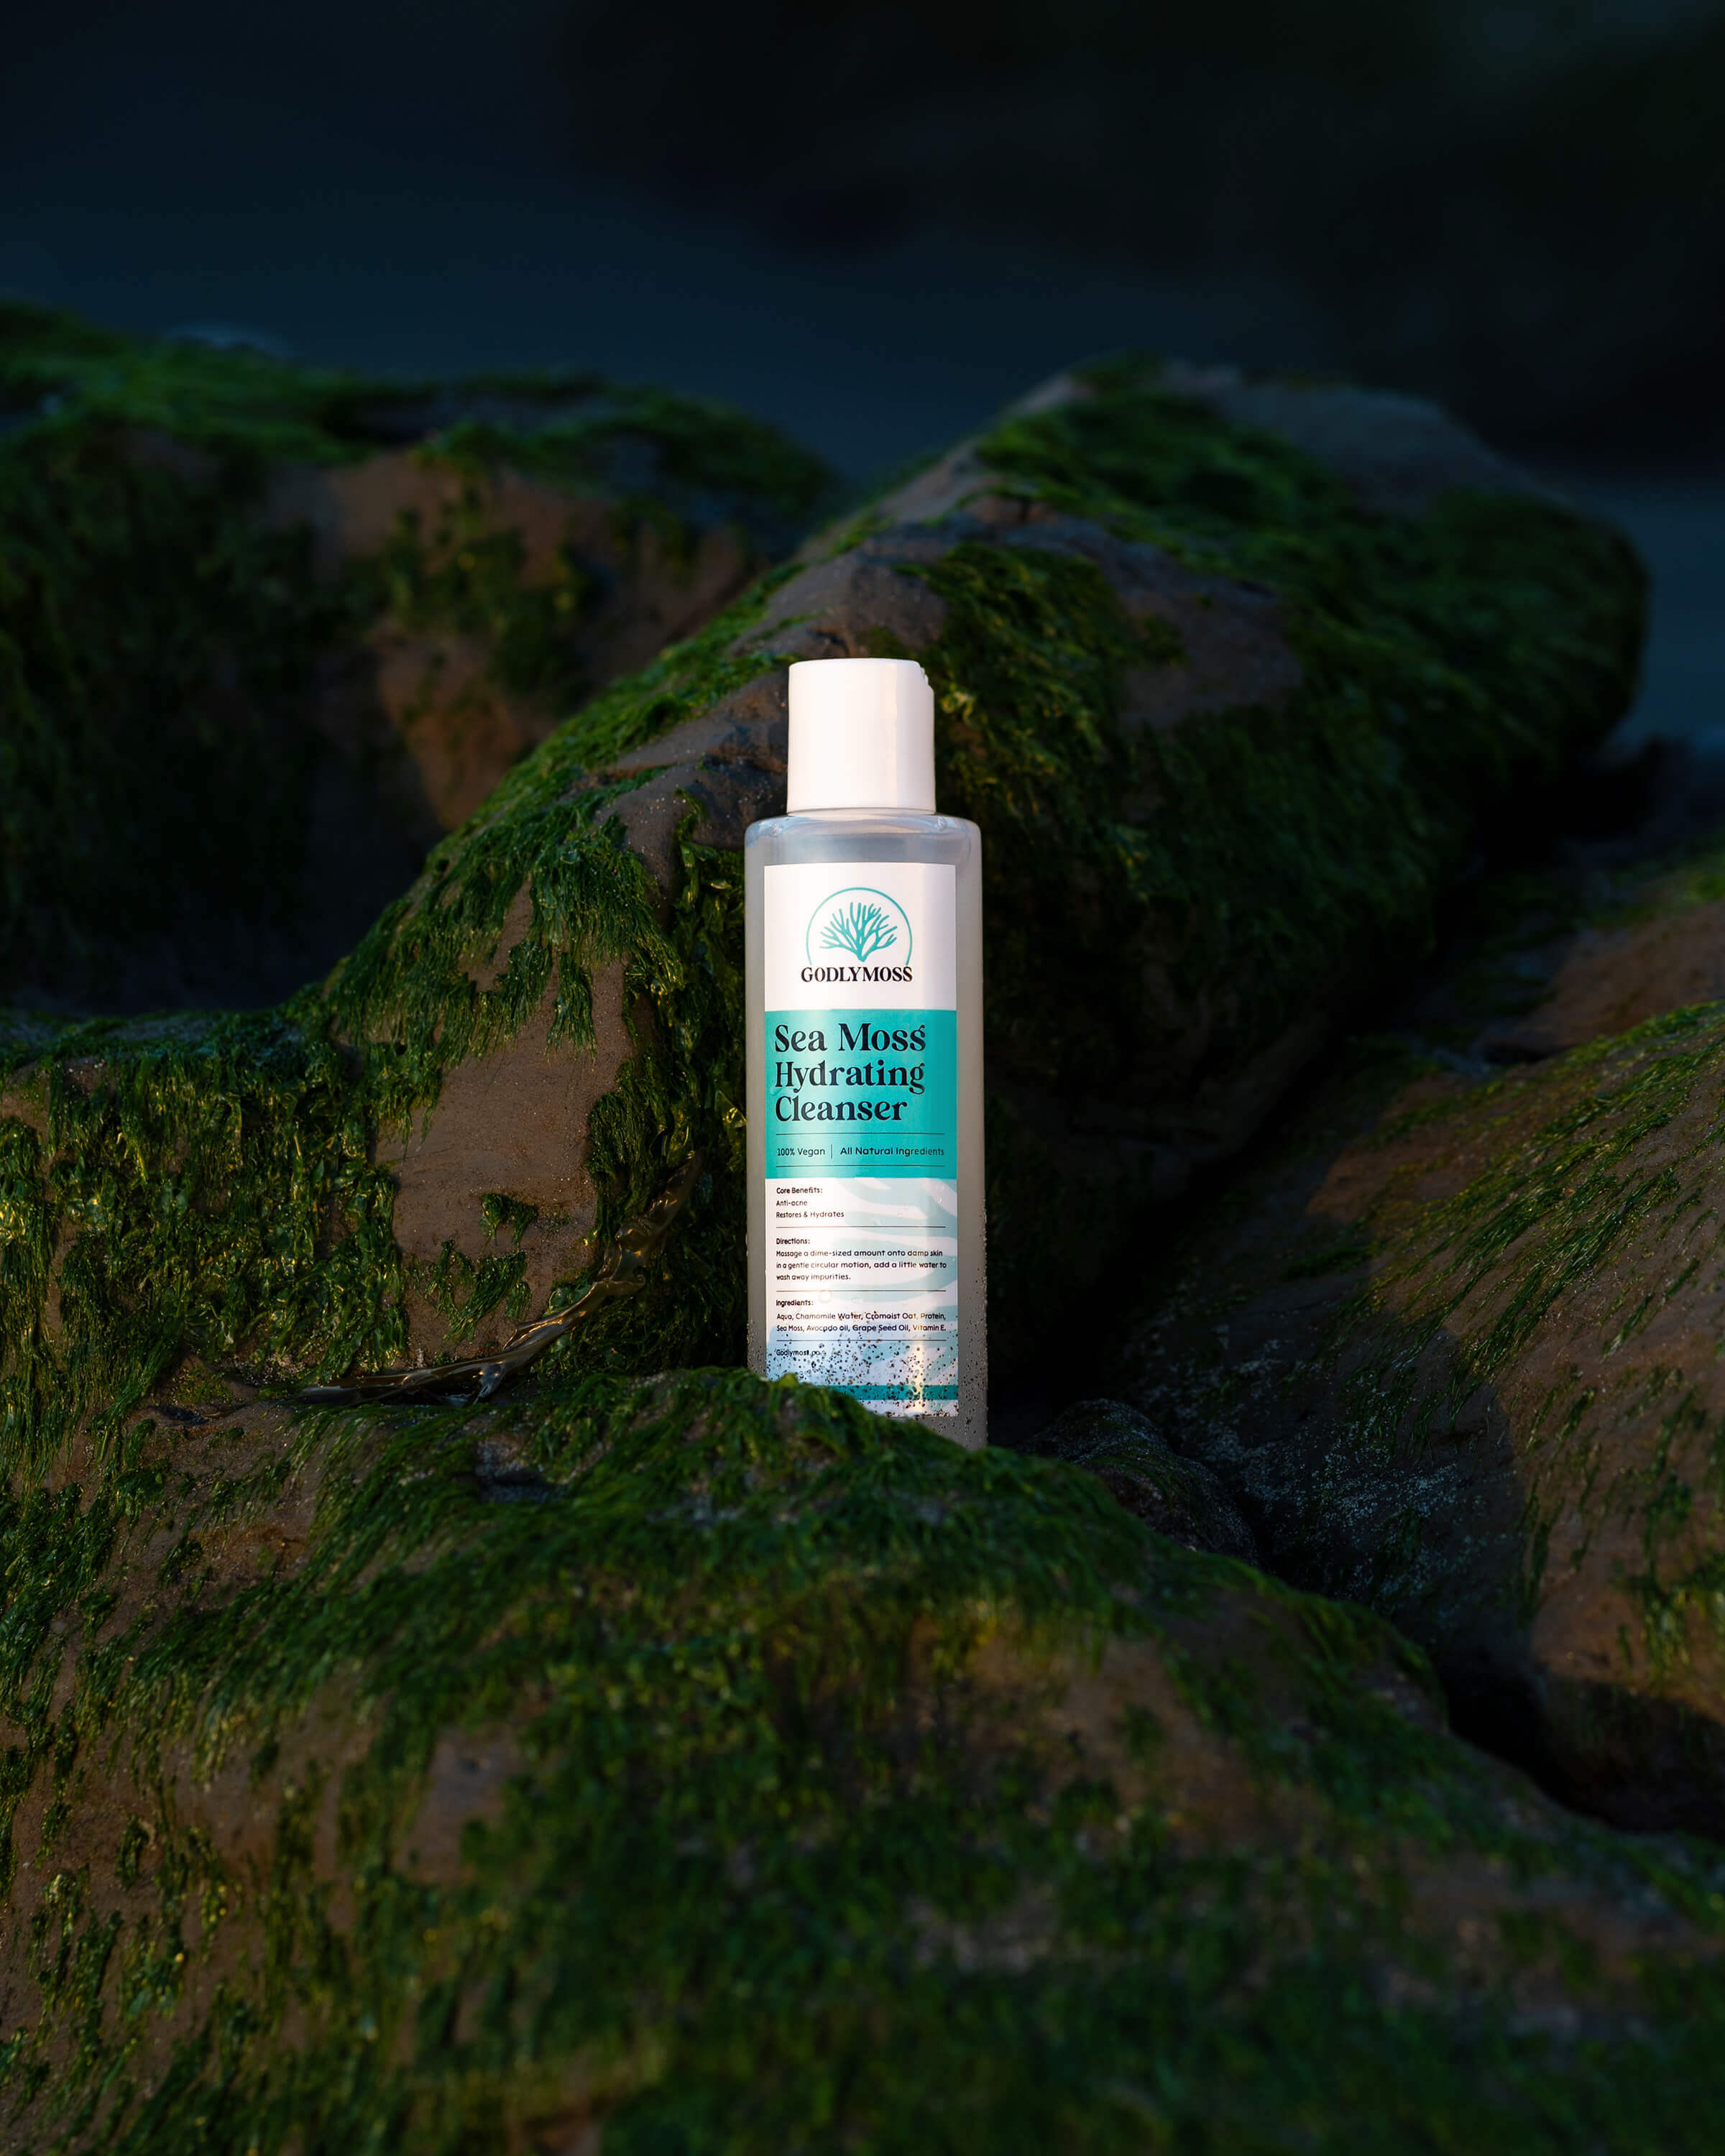 GODLYMOSS
Sea Moss
Hydrating
Cleanser
100% Vegan | All Natural Ingredients
Core Benefits:
Anti-acne
Restores & Hydrates
Directions:
Massage a dime-sized amount onto damp skin
in a gentle circular motion, add a little water to
wash away impurities.
Ingredients:
Aqua, Chamomile Water, Cromoist Oat, Protein,
Sea Moss, Avocado oil, Grape Seed Oil, Vitamin E.